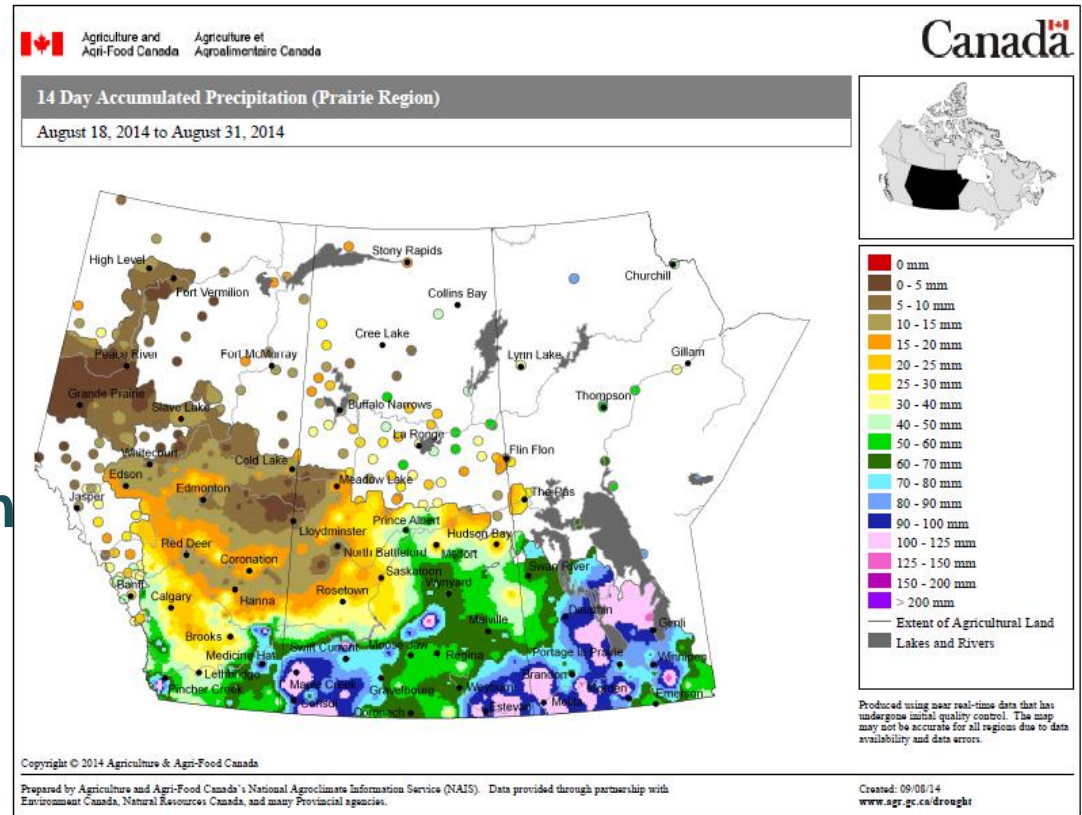 Agriculture and Agriculture et
Agri-Food Canada Agroalimentaire Canada
Canada
14 Day Accumulated Precipitation (Prairie Region)
August 18, 2014 to August 31, 2014
High Level
Fort Vermilion
Stony Rapids
Churchill
Collins Bay
Cree Lake
Peace River
Fort McMurray
Lynn Lake
Gillam
Grande Prairie
Slave Lake
Buffalo Narrows
Thompson
La Ronge
Whitecourt
Cold Lake
Flin Flon
Edson
Meadow Lake
Jasper
Edmonton
The Pas
n
Lloydminster
Prince Albert
Hudson Bay
Red Deer
North Battleford
Melfort
Coronation
Saskatoon
Swan River
Banff
Hanna
Rosetown
Wynyard
Calgary
Dauphin
Gimli
Brooks
Melville
Medicine Hat
Swift Current
Moose Jaw
Regina
Portage la Prairie
Winnipeg
Lethbridge
Pincher Creek
Maple Creek
Gravelbourg
Weyburn
Brandon
Morden
Emerson
Consul
Coronach
Estevan
Melita
0 mm
0 - 5 mm
5 - 10 mm
10 - 15 mm
15 - 20 mm
20 - 25 mm
25 - 30 mm
30 - 40 mm
40 - 50 mm
50 - 60 mm
60 - 70 mm
70 - 80 mm
80 - 90 mm
90 - 100 mm
100 - 125 mm
125 - 150 mm
150 - 200 mm
> 200 mm
Extent of Agricultural Land
Lakes and Rivers
Produced using near real-time data that has
undergone initial quality control. The map
may not be accurate for all regions due to data
availability and data errors.
Copyright © 2014 Agriculture & Agri-Food Canada
Prepared by Agriculture and Agri-Food Canada's National Agroclimate Information Service (NAIS). Data provided through partnership with
Environment Canada, Natural Resources Canada, and many Provincial agencies.
Created: 09/08/14
www.agr.gc.ca/drought